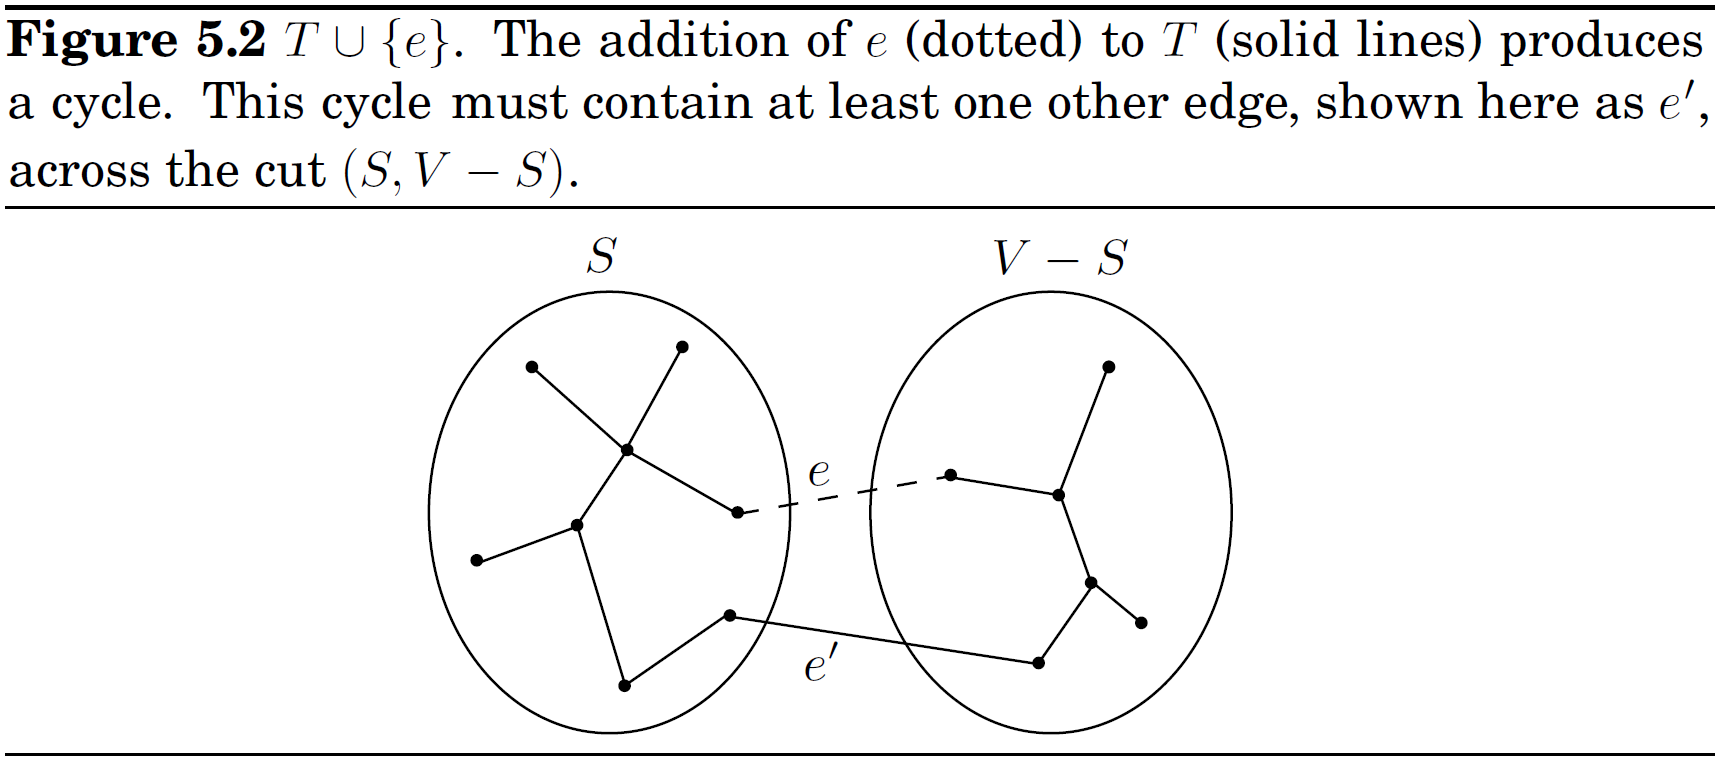 Figure 5.2 T ∪ {e}. The addition of e (dotted) to T (solid lines) produces
a cycle. This cycle must contain at least one other edge, shown here as e′,
across the cut (S, V − S).
S V − S
e
e′